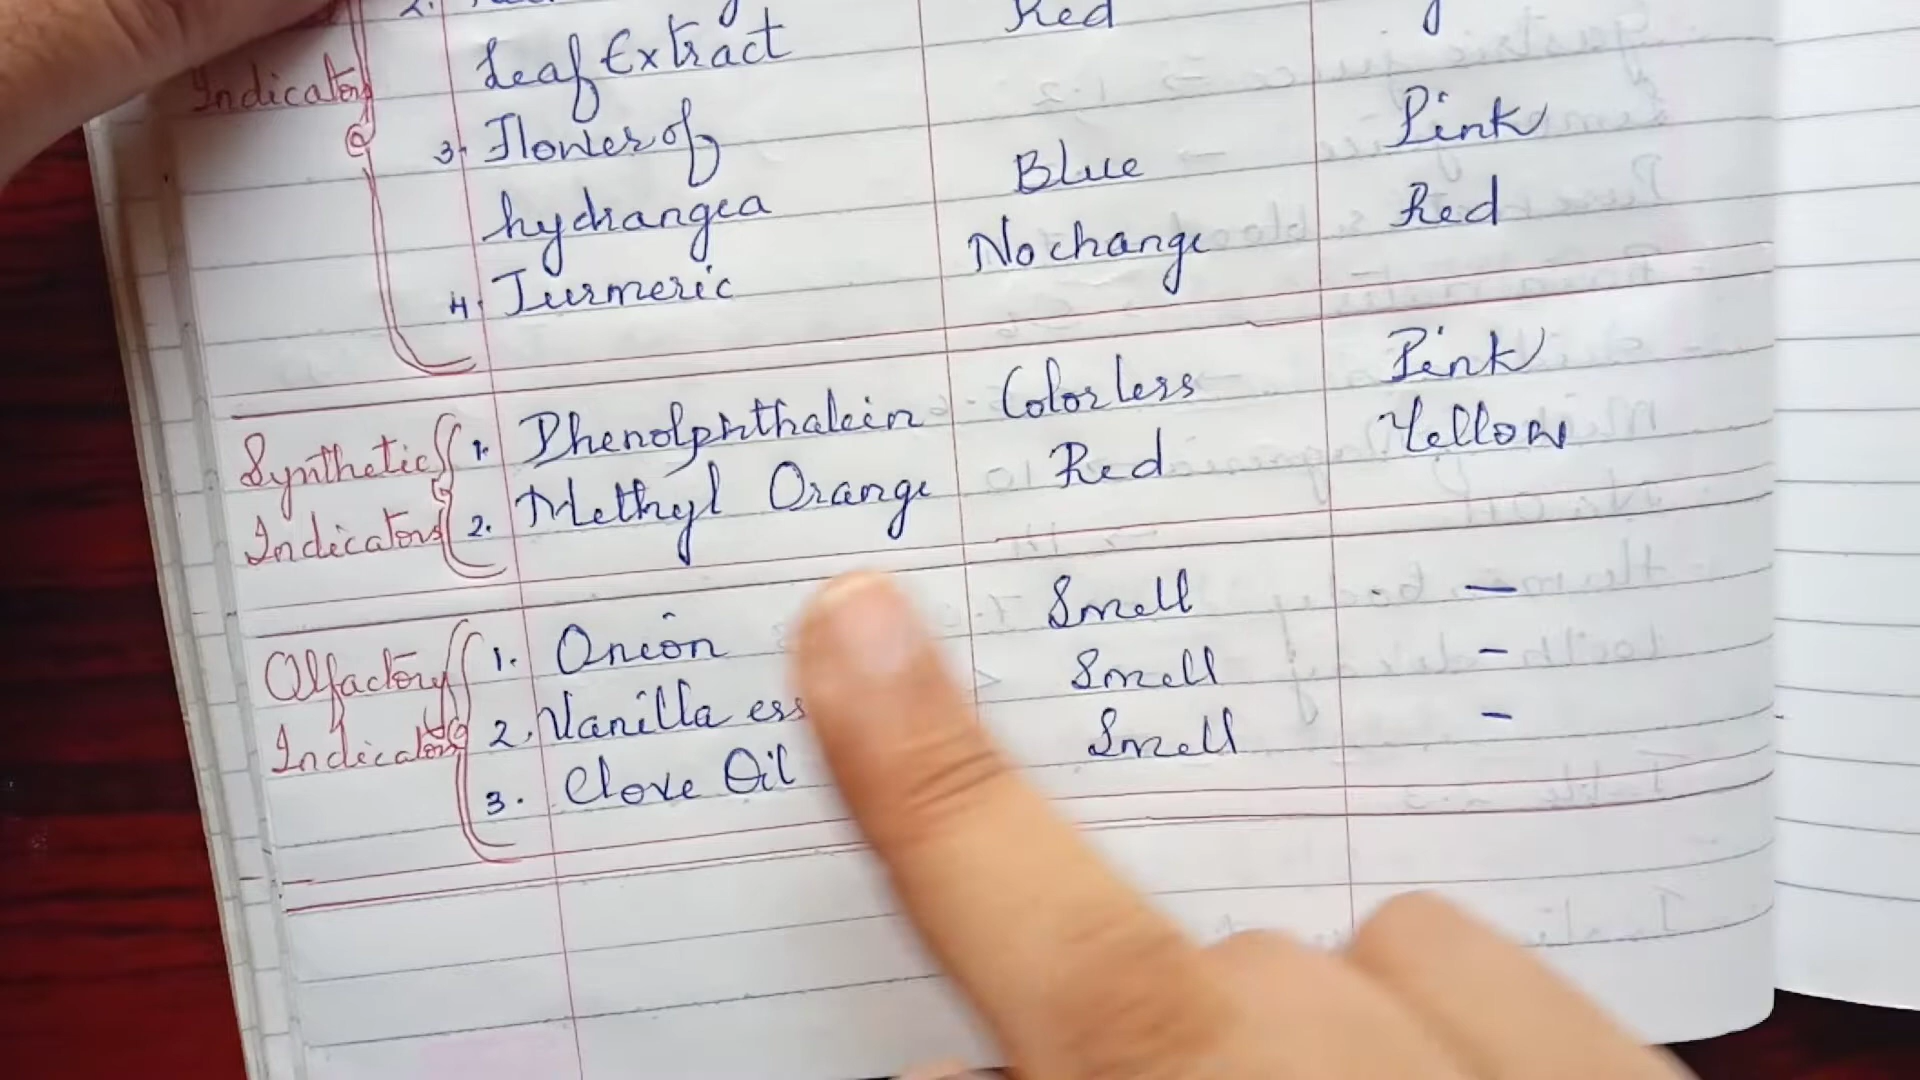 Red
Leaf Extract
Indicators
3. Flower of
hydrangea
Blue
Pink
4. Turmeric
No change
Red
Synthetic
Indicators
1. Phenolphthalein
Colorless
Pink
2. Methyl Orange
Red
Yellow
Olfactory
Indicators
1. Onion
Smell
—
2. Vanilla ess
Smell
-
3. Clove Oil
Smell
-